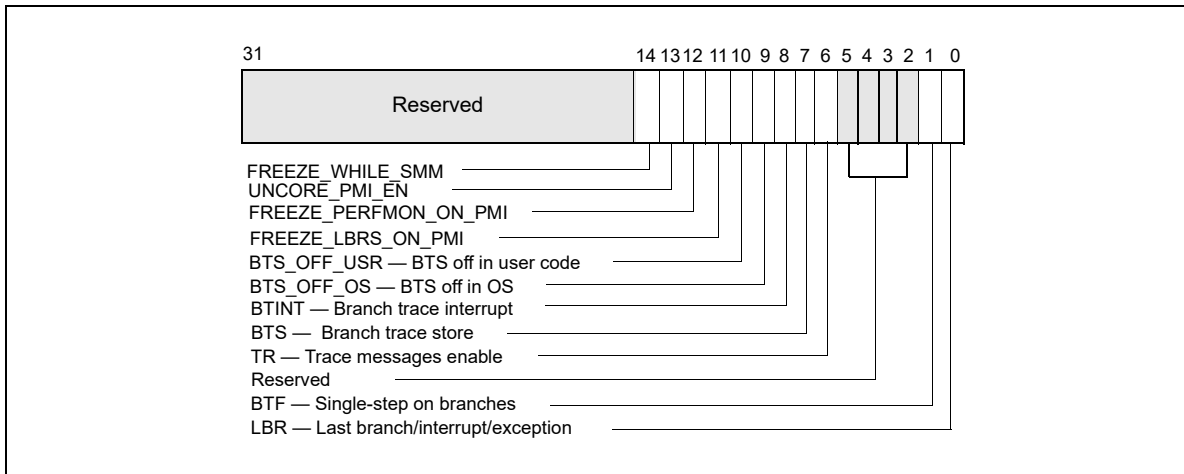 31 14 13 12 11 10 9 8 7 6 5 4 3 2 1 0
Reserved
FREEZE_WHILE_SMM
UNCORE_PMI_EN
FREEZE_PERFMON_ON_PMI
FREEZE_LBRS_ON_PMI
BTS_OFF_USR — BTS off in user code
BTS_OFF_OS — BTS off in OS
BTINT — Branch trace interrupt
BTS — Branch trace store
TR — Trace messages enable
Reserved
BTF — Single-step on branches
LBR — Last branch/interrupt/exception